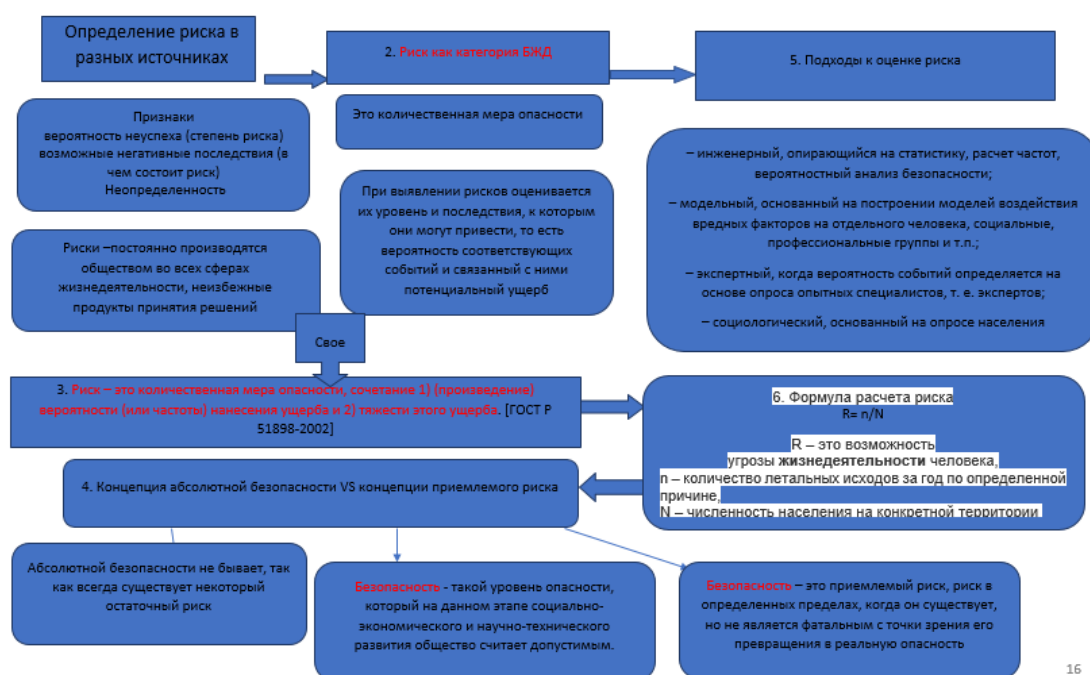 Определение риска в
разных источниках
2. Риск как категория БЖД
5. Подходы к оценке риска
Признаки
вероятность неуспеха (степень риска)
возможные негативные последствия (в
чем состоит риск)
Неопределенность
Это количественная мера опасности
– инженерный, опирающийся на статистику, расчет частот,
вероятностный анализ безопасности;
– модельный, основанный на построении моделей воздействия
вредных факторов на отдельного человека, социальные,
профессиональные группы и т.п.;
– экспертный, когда вероятность событий определяется на
основе опроса опытных специалистов, т. е. экспертов;
– социологический, основанный на опросе населения
При выявлении рисков оценивается
их уровень и последствия, к которым
они могут привести, то есть
вероятность соответствующих
событий и связанный с ними
потенциальный ущерб
Риски –постоянно производятся
обществом во всех сферах
жизнедеятельности, неизбежные
продукты принятия решений
Свое
3. Риск – это количественная мера опасности, сочетание 1) (произведение)
вероятности (или частоты) нанесения ущерба и 2) тяжести этого ущерба. [ГОСТ Р
51898-2002]
6. Формула расчета риска
R= n/N
R – это возможность
угрозы жизнедеятельности человека,
n – количество летальных исходов за год по определенной
причине,
N – численность населения на конкретной территории
4. Концепция абсолютной безопасности VS концепции приемлемого риска
Абсолютной безопасности не бывает, так
как всегда существует некоторый
остаточный риск
Безопасность - такой уровень опасности,
который на данном этапе социально-
экономического и научно-технического
развития общество считает допустимым.
Безопасность – это приемлемый риск, риск в
определенных пределах, когда он существует,
но не является фатальным с точки зрения его
превращения в реальную опасность
16